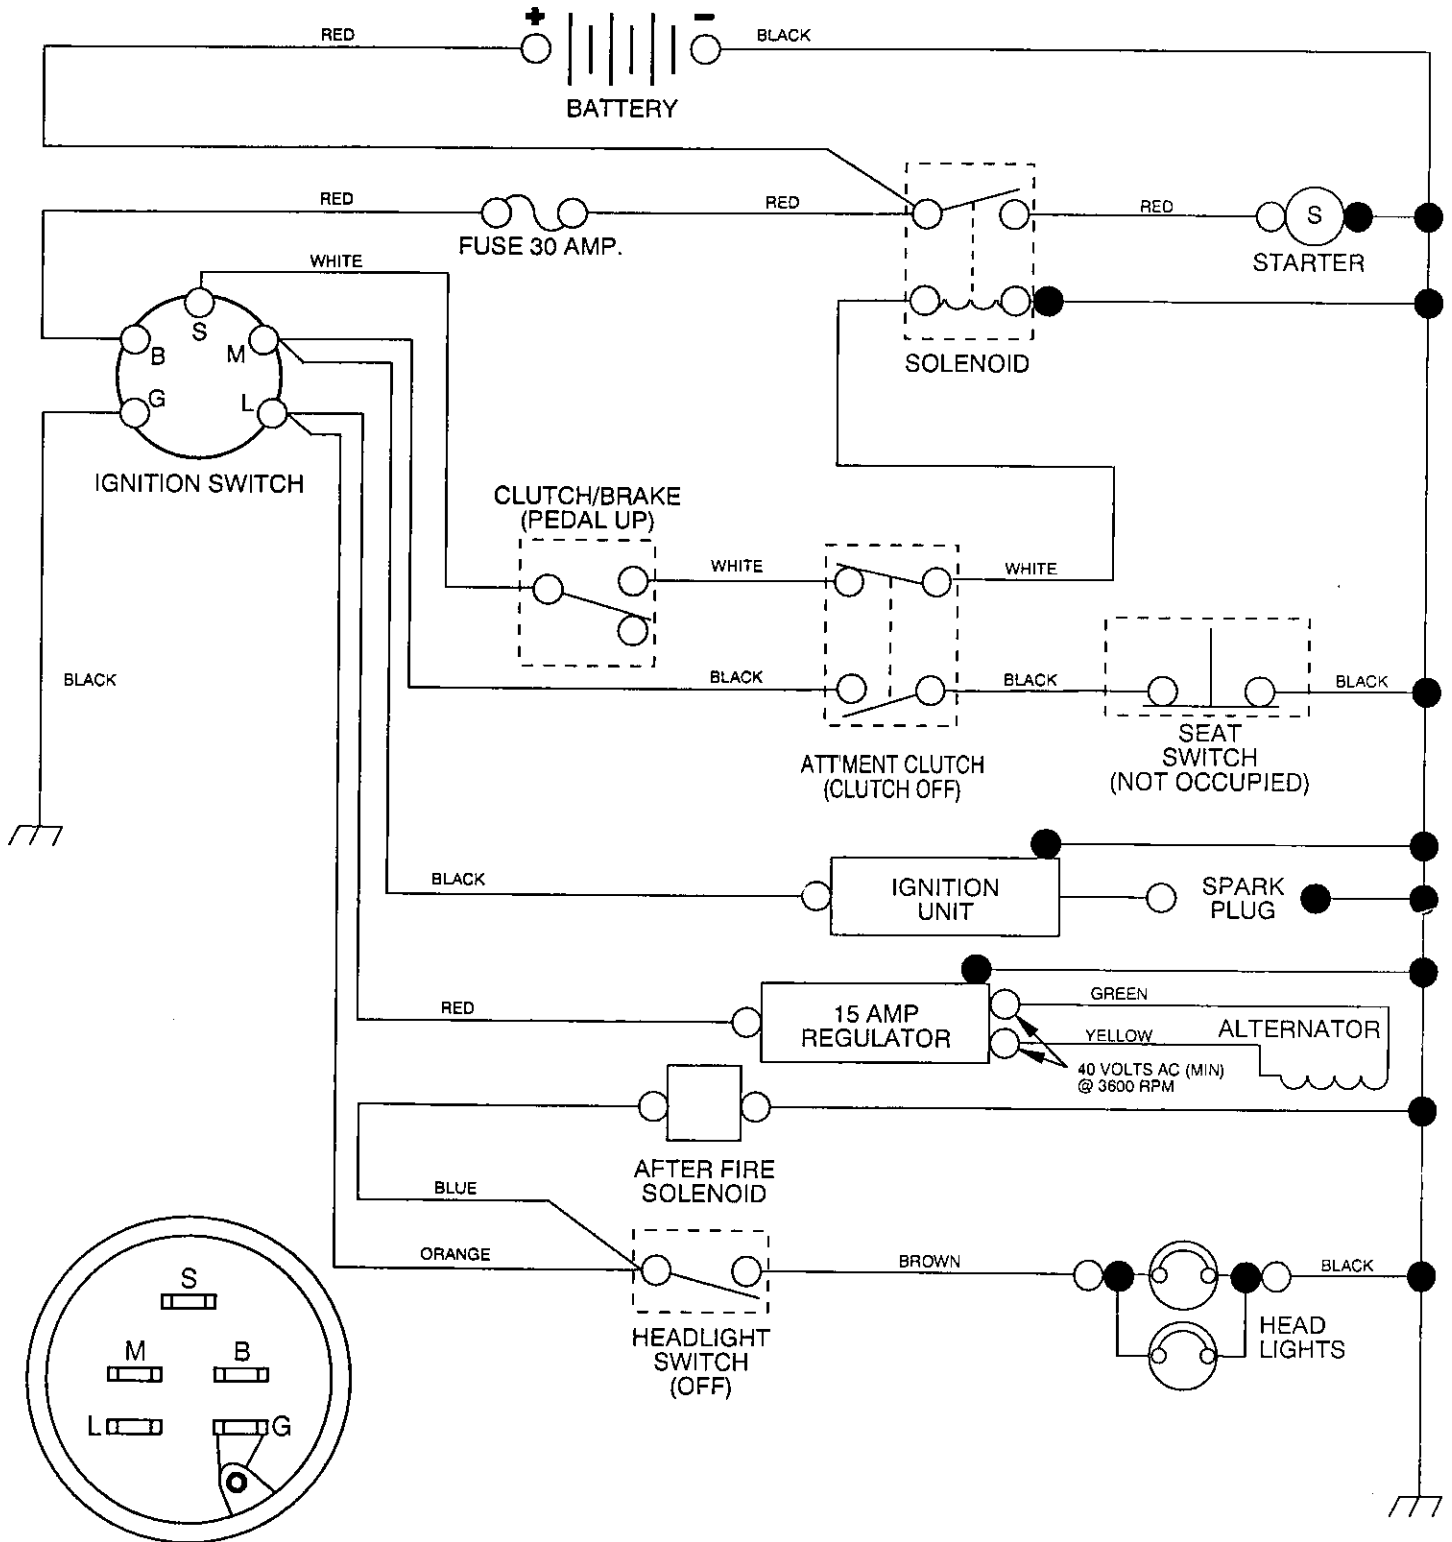 + -
RED
BLACK
BATTERY
RED
RED
RED
S
FUSE 30 AMP.
STARTER
WHITE
S
B
M
G
L
SOLENOID
IGNITION SWITCH
CLUTCH/BRAKE
(PEDAL UP)
WHITE
WHITE
BLACK
BLACK
BLACK
BLACK
SEAT
SWITCH
(NOT OCCUPIED)
ATT'MENT CLUTCH
(CLUTCH OFF)
BLACK
IGNITION
UNIT
SPARK
PLUG
RED
15 AMP
REGULATOR
GREEN
YELLOW
ALTERNATOR
40 VOLTS AC (MIN)
@ 3600 RPM
AFTER FIRE
SOLENOID
BLUE
ORANGE
BROWN
BLACK
HEADLIGHT
SWITCH
(OFF)
HEAD
LIGHTS
S
M B
L G